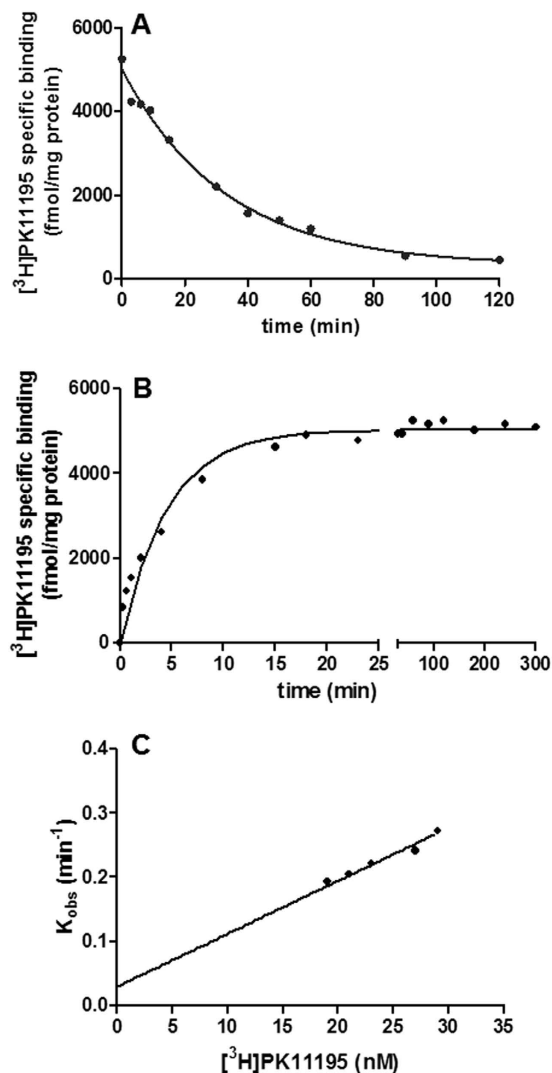 A
[³H]PK11195 specific binding
(fmol/mg protein)
6000
4000
2000
0
0 20 40 60 80 100 120
time (min)
B
[³H]PK11195 specific binding
(fmol/mg protein)
6000
4000
2000
0
0 5 10 15 20 25 100 200 300
time (min)
C
K_obs (min⁻¹)
0.4
0.3
0.2
0.1
0.0
0 5 10 15 20 25 30 35
[³H]PK11195 (nM)